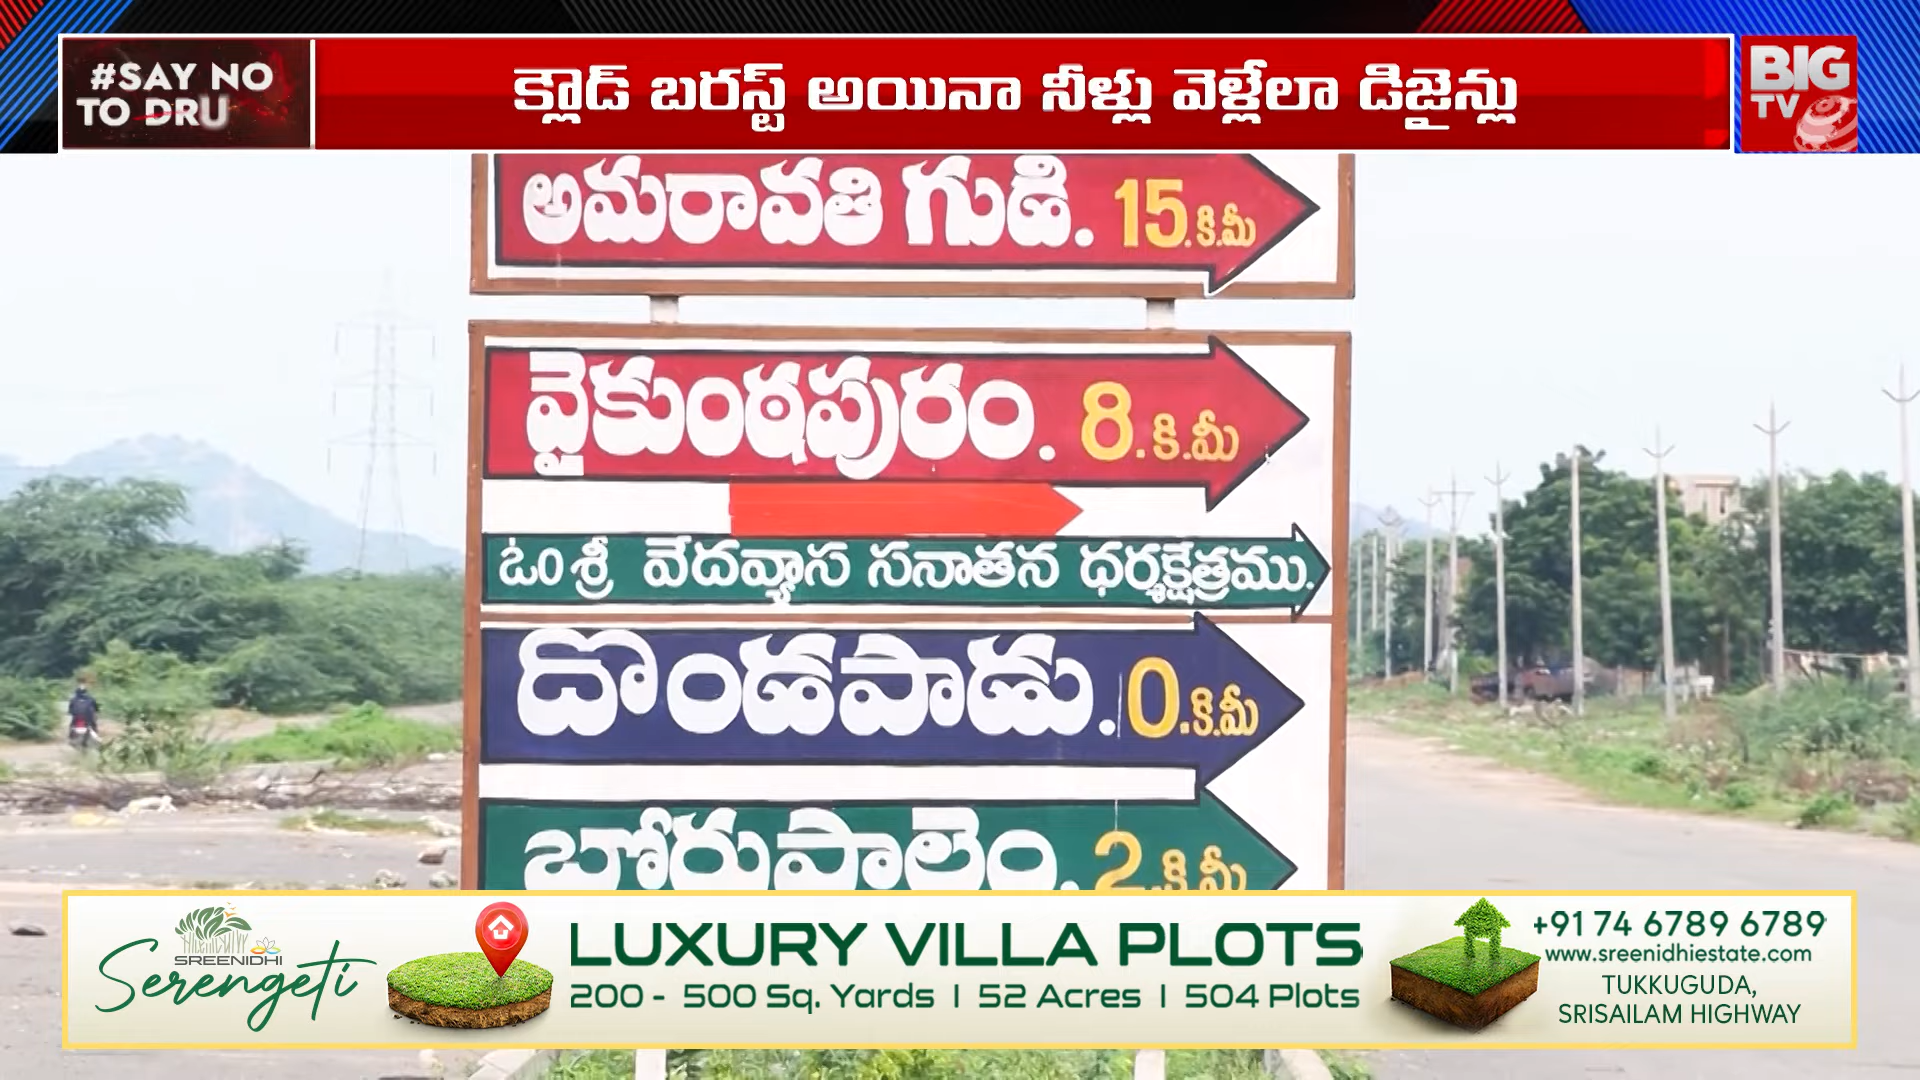 #SAY NO
TO DRU
క్లౌడ్ బరస్ట్ అయినా నీళ్లు వెళ్లేలా డిజైన్లు
BIG
TV
అమరావతి గుడి. 15.కి.మీ
వైకుంఠపురం. 8.కి.మీ
ఓం శ్రీ వేదవ్యాస సనాతన ధర్మక్షేత్రము.
దొండపాడు. 0.కి.మీ
బోరుపాలెం. 2.కి.మీ
SREENIDHI
Serengeti
LUXURY VILLA PLOTS
200 - 500 Sq. Yards I 52 Acres I 504 Plots
+91 74 6789 6789
www.sreenidhiestate.com
TUKKUGUDA,
SRISAILAM HIGHWAY